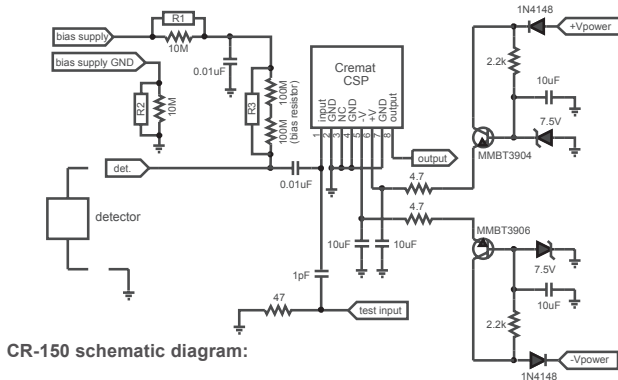 R1
1N4148
bias supply
+Vpower
10M
bias supply GND
0.01uF
Cremat
CSP
2.2k
10uF
R2
10M
R3
100M
100M
(bias resistor)
input
GND
NC
GND
-V
+V
GND
output
1
2
3
4
5
6
7
8
7.5V
MMBT3904
output
det.
0.01uF
4.7
4.7
detector
MMBT3906
10uF
10uF
7.5V
1pF
10uF
47
test input
2.2k
CR-150 schematic diagram:
-Vpower
1N4148